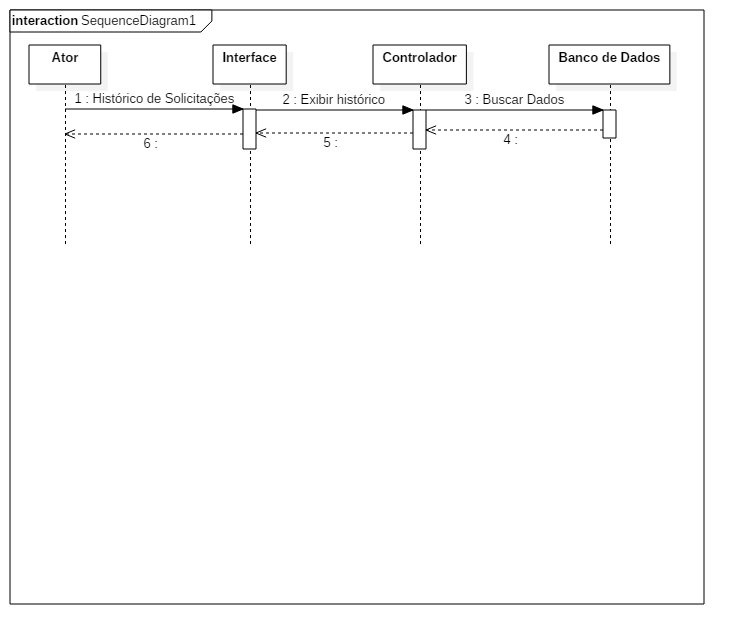 interaction SequenceDiagram1
Ator
Interface
Controlador
Banco de Dados
1 : Histórico de Solicitações
2 : Exibir histórico
3 : Buscar Dados
4 :
5 :
6 :